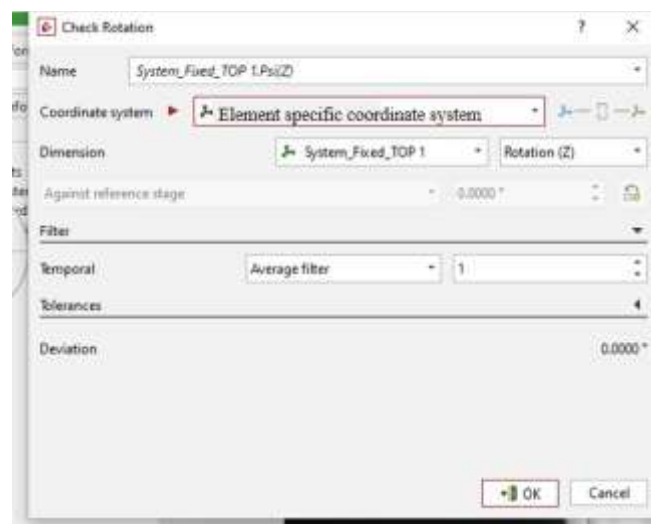 Check Rotation ? ×
Name System_Fixed_TOP 1.Psi(Z)
Coordinate system Element specific coordinate system
Dimension System_Fixed_TOP 1 Rotation (Z)
Against reference stage 0.0000 °
Filter
Temporal Average filter 1
Tolerances
Deviation 0.0000 °
OK Cancel